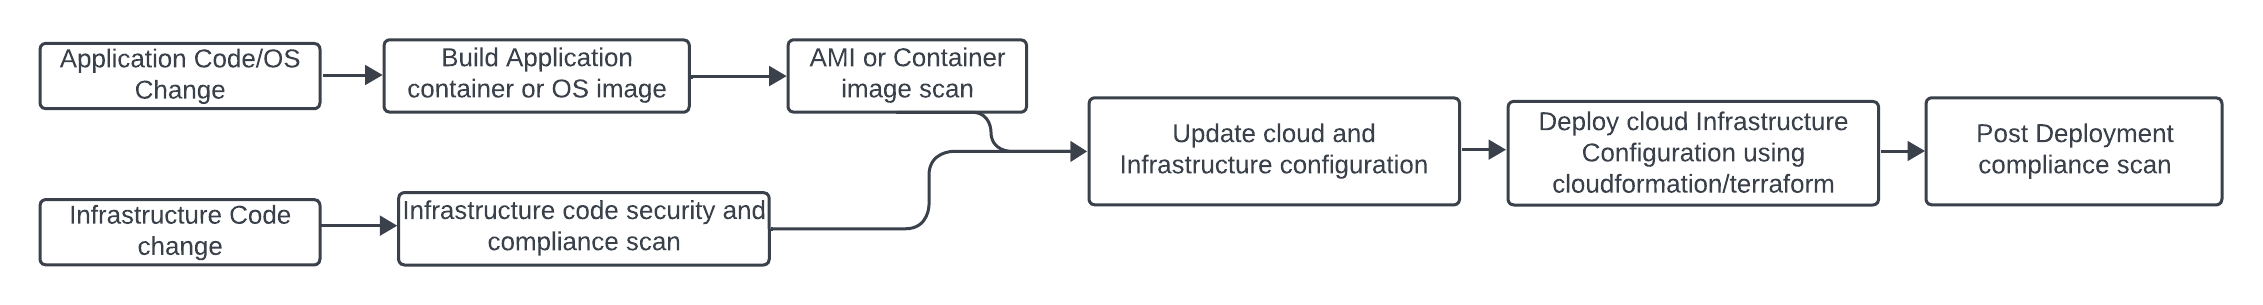 Application Code/OS
Change
Build Application
container or OS image
AMI or Container
image scan
Infrastructure Code
change
Infrastructure code security and
compliance scan
Update cloud and
Infrastructure configuration
Deploy cloud Infrastructure
Configuration using
cloudformation/terraform
Post Deployment
compliance scan